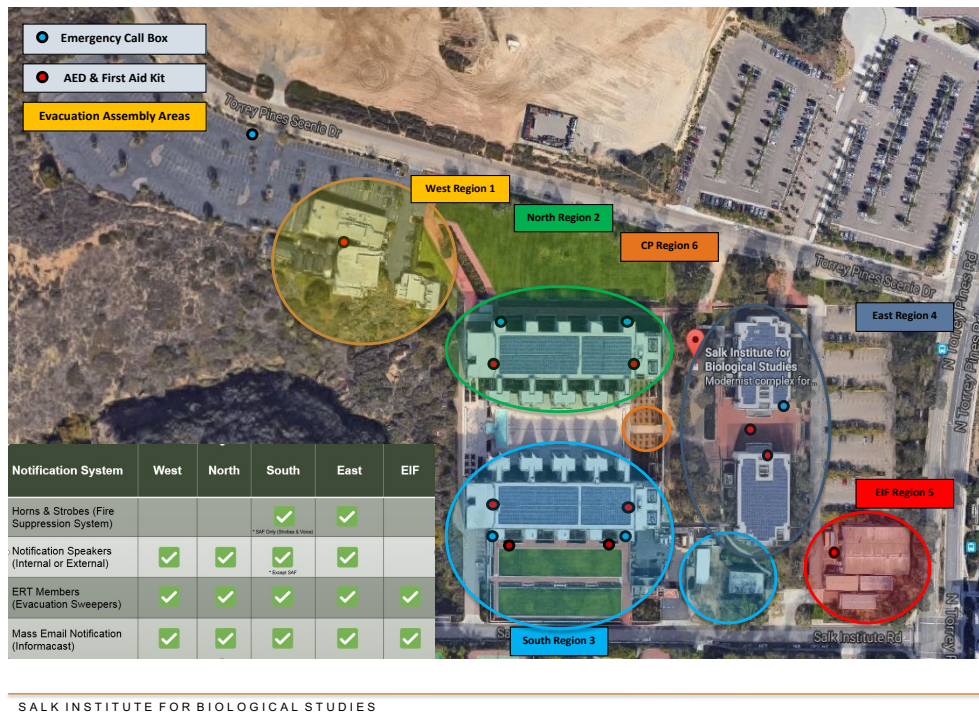 Emergency Call Box
AED & First Aid Kit
Evacuation Assembly Areas
Torrey Pines Scenic Dr
West Region 1
North Region 2
CP Region 6
Torrey Pines Scenic Dr
N Torrey Pines Rd
East Region 4
Salk Institute for
Biological Studies
Modernist complex for...
Notification System West North South East EIF
Horns & Strobes (Fire
Suppression System)
* SAF Only (Strobes & Voice)
Notification Speakers
(Internal or External)
* Except SAF
ERT Members
(Evacuation Sweepers)
Mass Email Notification
(Informacast)
EIF Region 5
South Region 3
Salk Institute Rd
SALK INSTITUTE FOR BIOLOGICAL STUDIES